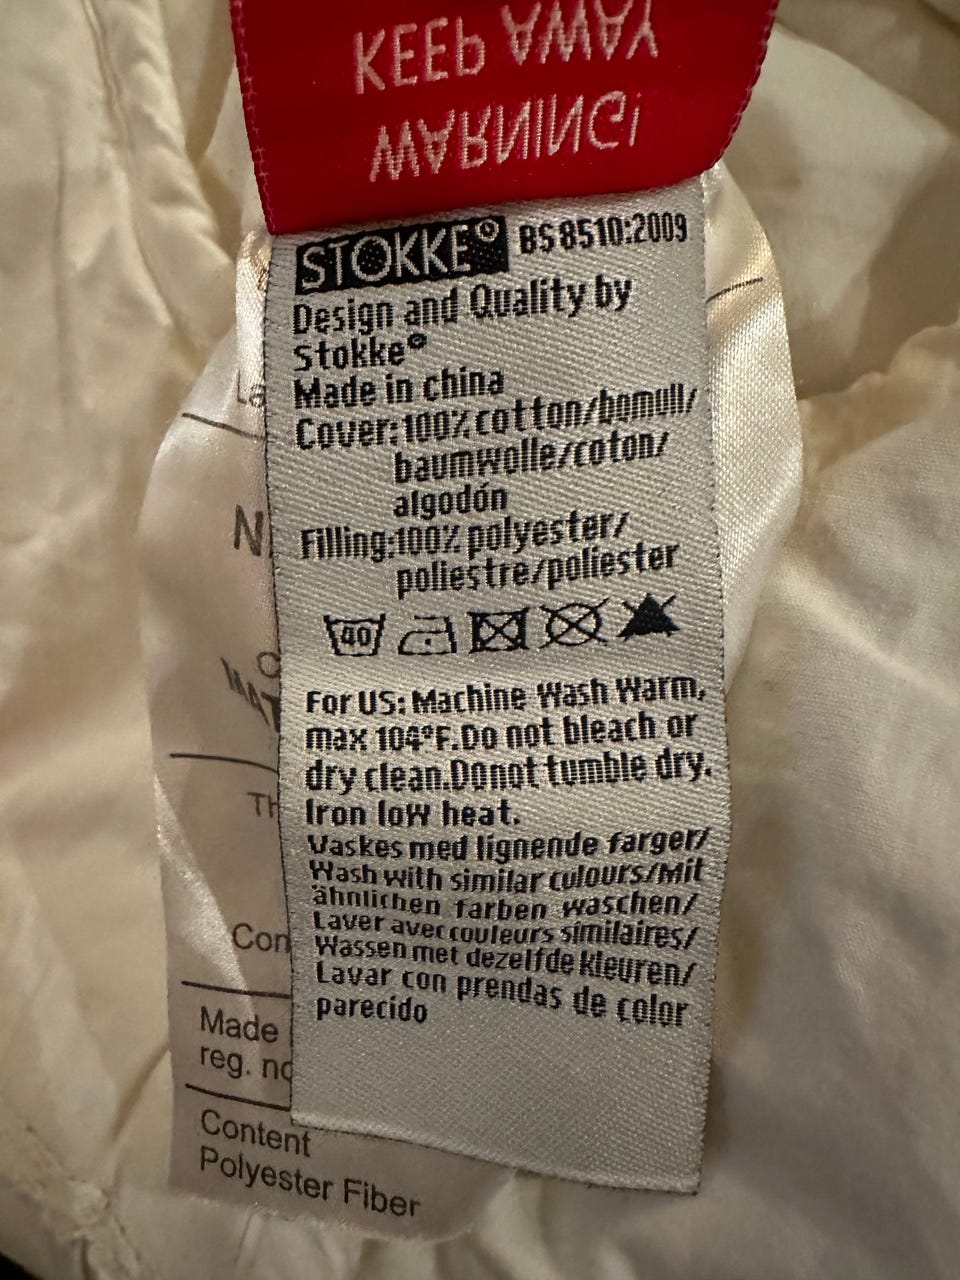 KEEP AWAY
WARNING!
STOKKE® BS 8510:2009
Design and Quality by
Stokke®
Made in china
Cover:100% cotton/bomull/
baumwolle/coton/
algodón
Filling:100% polyester/
poliestre/poliester
40
For US: Machine Wash Warm,
max 104°F.Do not bleach or
dry clean.Donot tumble dry.
Iron low heat.
Vaskes med lignende farger/
Wash with similar colours/Mit
ähnlichen farben waschen/
Laver avec couleurs similaires/
Wassen met dezelfde kleuren/
Lavar con prendas de color
parecido
Made
reg.
Content
Polyester Fiber